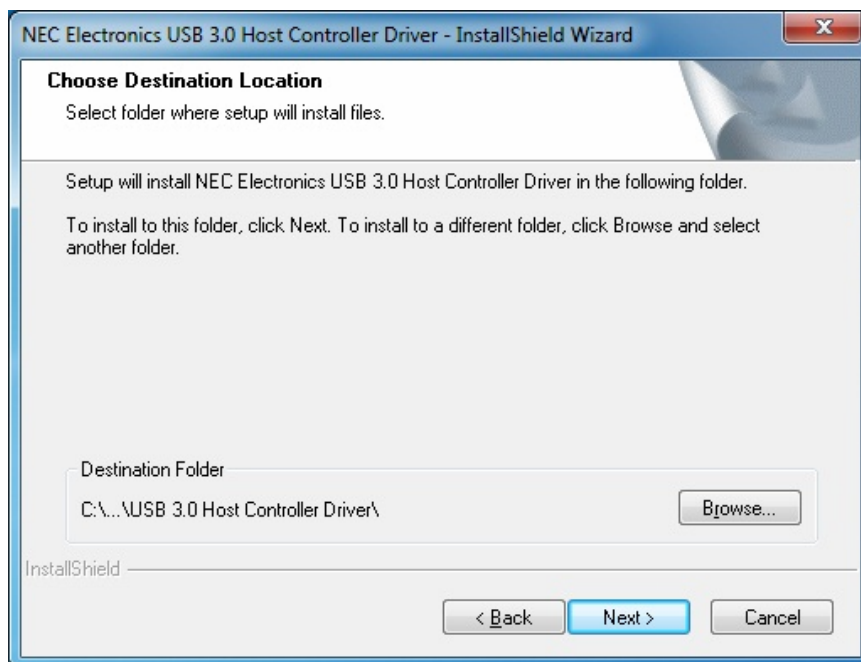 NEC Electronics USB 3.0 Host Controller Driver - InstallShield Wizard
Choose Destination Location
Select folder where setup will install files.
Setup will install NEC Electronics USB 3.0 Host Controller Driver in the following folder.
To install to this folder, click Next. To install to a different folder, click Browse and select
another folder.
Destination Folder
C:\...\USB 3.0 Host Controller Driver\
Browse...
InstallShield
< Back
Next >
Cancel